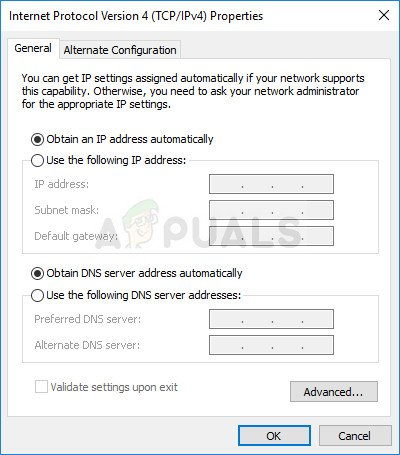 Internet Protocol Version 4 (TCP/IPv4) Properties
General
Alternate Configuration
You can get IP settings assigned automatically if your network supports
this capability. Otherwise, you need to ask your network administrator
for the appropriate IP settings.
Obtain an IP address automatically
Use the following IP address:
IP address:
Subnet mask:
Default gateway:
Obtain DNS server address automatically
Use the following DNS server addresses:
Preferred DNS server:
Alternate DNS server:
Validate settings upon exit
Advanced...
OK
Cancel
A PUALS